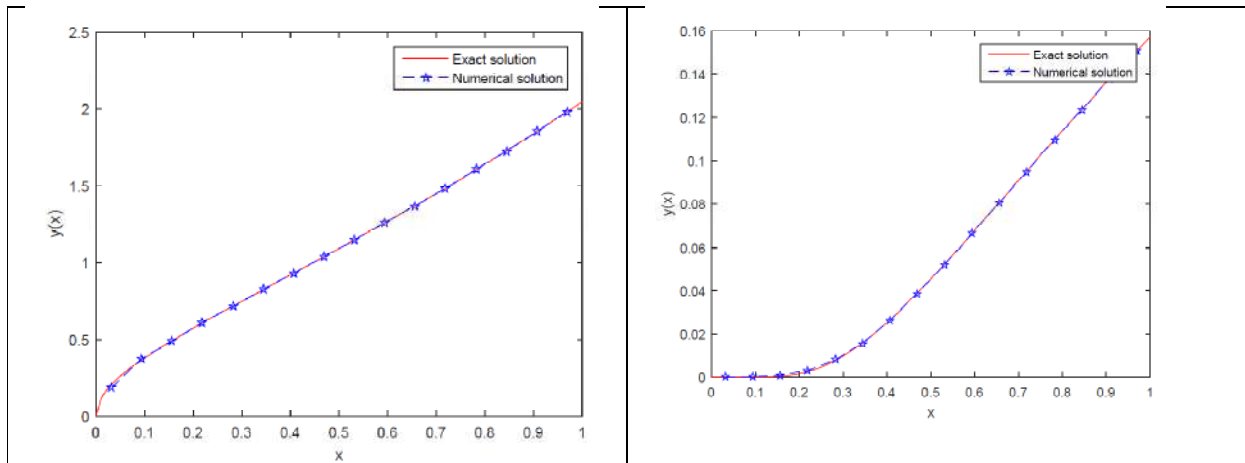 2.5
2
1.5
1
0.5
0
y(x)
Exact solution
Numerical solution
0 0.1 0.2 0.3 0.4 0.5 0.6 0.7 0.8 0.9 1
x
0.16
0.14
0.12
0.1
0.08
0.06
0.04
0.02
0
y(x)
Exact solution
Numerical solution
0 0.1 0.2 0.3 0.4 0.5 0.6 0.7 0.8 0.9 1
x